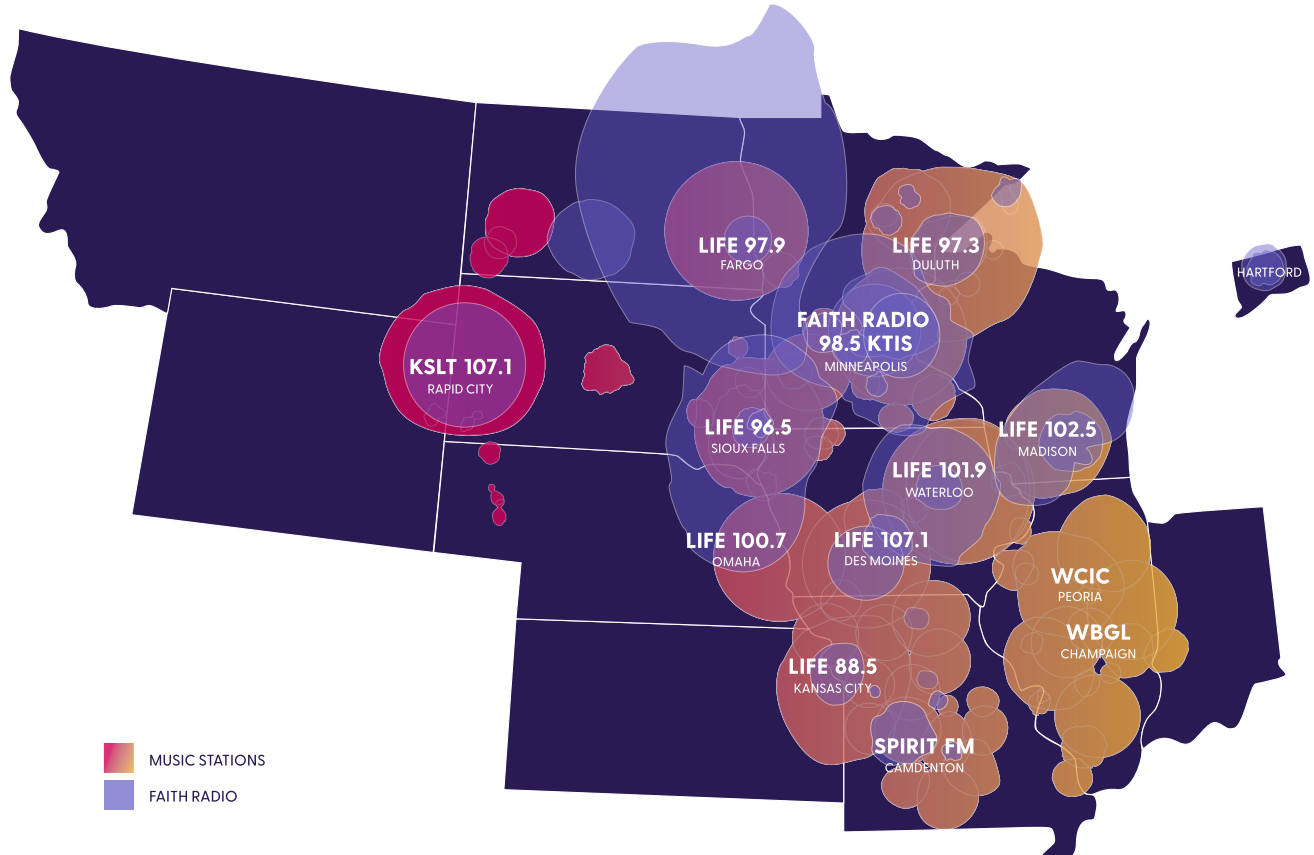 LIFE 97.9
FARGO
LIFE 97.3
DULUTH
HARTFORD
FAITH RADIO
98.5 KTIS
MINNEAPOLIS
KSLT 107.1
RAPID CITY
LIFE 96.5
SIOUX FALLS
LIFE 102.5
MADISON
LIFE 101.9
WATERLOO
LIFE 100.7
OMAHA
LIFE 107.1
DES MOINES
WCIC
PEORIA
WBGL
CHAMPAIGN
LIFE 88.5
KANSAS CITY
SPIRIT FM
CAMDENTON
MUSIC STATIONS
FAITH RADIO